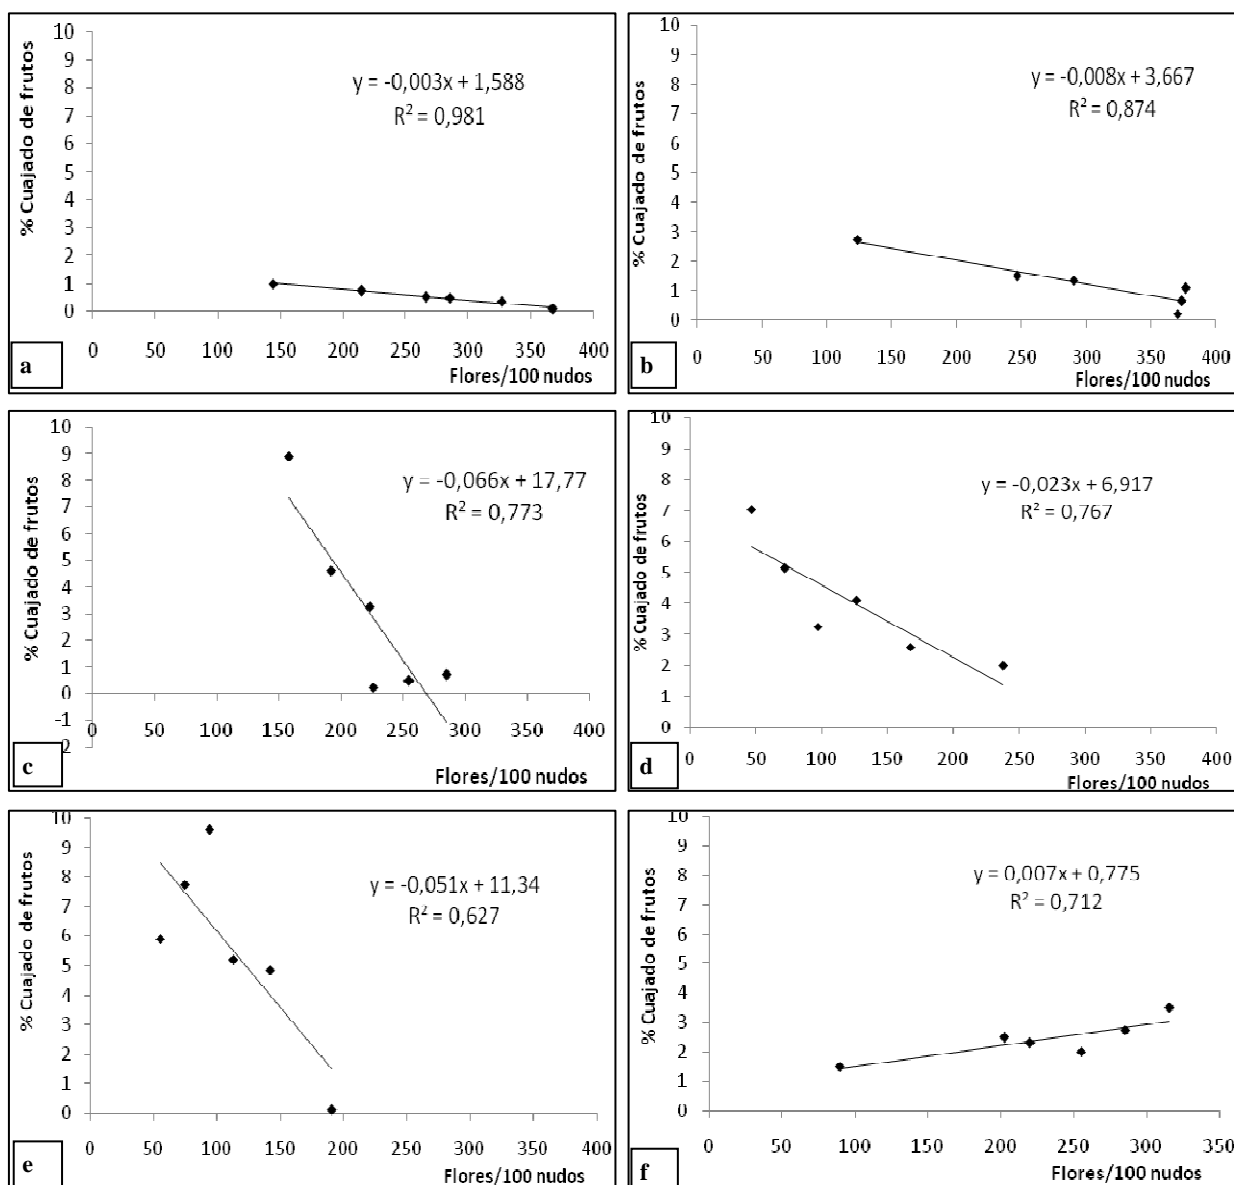 % Cuajado de frutos
10
9
8
7
6
5
4
3
2
1
0
y = -0,003x + 1,588
R² = 0,981
0 50 100 150 200 250 300 350 400
Flores/100 nudos
a
% Cuajado de frutos
10
9
8
7
6
5
4
3
2
1
0
y = -0,008x + 3,667
R² = 0,874
0 50 100 150 200 250 300 350 400
Flores/100 nudos
b
% Cuajado de frutos
10
9
8
7
6
5
4
3
2
1
0
-1
2
y = -0,066x + 17,77
R² = 0,773
0 50 100 150 200 250 300 350 400
Flores/100 nudos
c
% Cuajado de frutos
10
9
8
7
6
5
4
3
2
1
0
y = -0,023x + 6,917
R² = 0,767
0 50 100 150 200 250 300 350 400
Flores/100 nudos
d
% Cuajado de frutos
10
9
8
7
6
5
4
3
2
1
0
y = -0,051x + 11,34
R² = 0,627
0 50 100 150 200 250 300 350 400
Flores/100 nudos
e
% Cuajado de frutos
10
9
8
7
6
5
4
3
2
1
0
y = 0,007x + 0,775
R² = 0,712
0 50 100 150 200 250 300 350
Flores/100 nudos
f